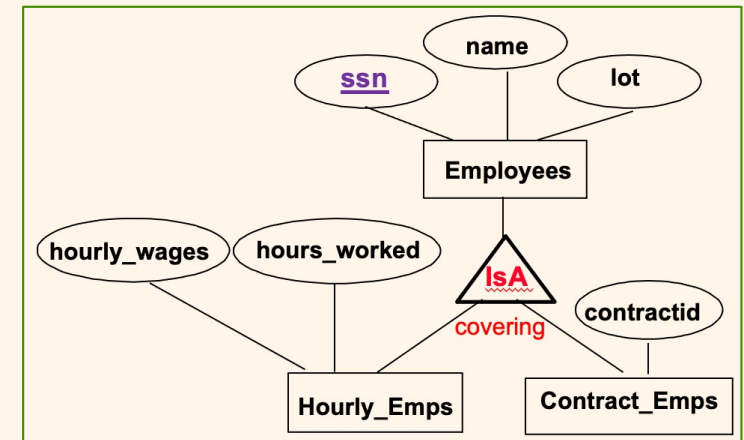 name
ssn
lot
Employees
hourly_wages
hours_worked
IsA
contractid
covering
Hourly_Emps
Contract_Emps